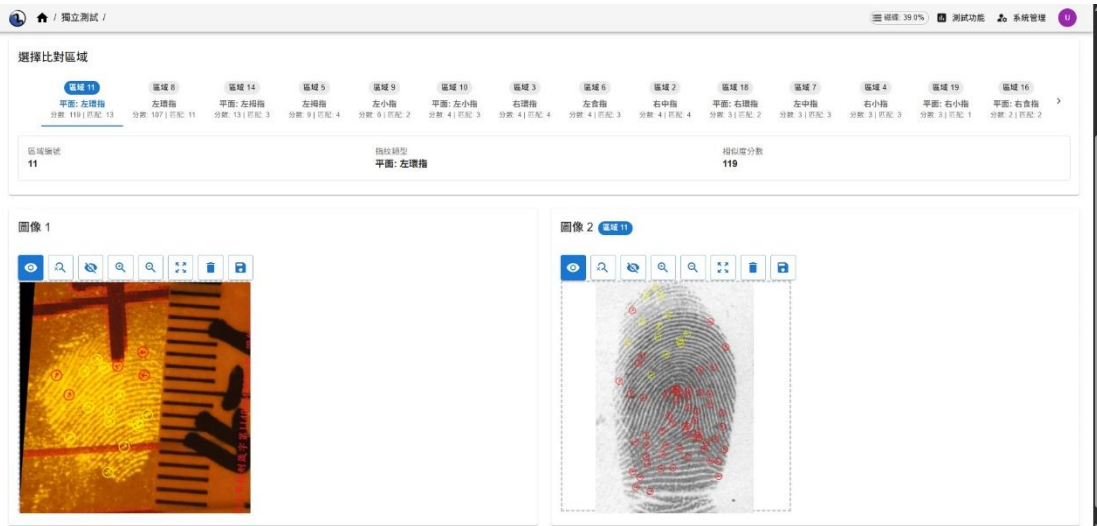 / 獨立測試 /
磁碟: 39.0%
測試功能
系統管理
U
選擇比對區域
區域 11
平面: 左環指
分數: 119 | 匹配: 13
區域 8
左環指
分數: 107 | 匹配: 11
區域 14
平面: 左拇指
分數: 13 | 匹配: 3
區域 5
左拇指
分數: 9 | 匹配: 4
區域 9
左小指
分數: 6 | 匹配: 2
區域 10
平面: 左小指
分數: 4 | 匹配: 3
區域 3
右環指
分數: 4 | 匹配: 4
區域 6
左食指
分數: 4 | 匹配: 3
區域 2
右中指
分數: 4 | 匹配: 4
區域 18
平面: 右環指
分數: 3 | 匹配: 2
區域 7
左中指
分數: 3 | 匹配: 3
區域 4
右小指
分數: 3 | 匹配: 3
區域 19
平面: 右小指
分數: 3 | 匹配: 1
區域 16
平面: 右食指
分數: 2 | 匹配: 2
區域編號
11
指紋類型
平面: 左環指
相似度分數
119
圖像 1
圖像 2
區域 11